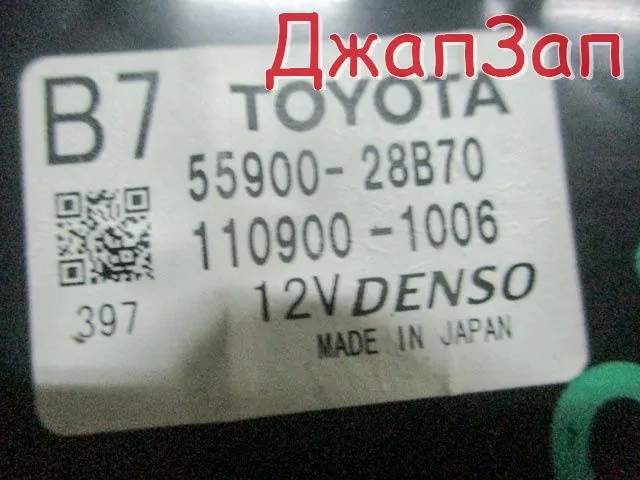 ДжапЗап
B7 TOYOTA
55900-28B70
110900-1006
397 12V DENSO
MADE IN JAPAN